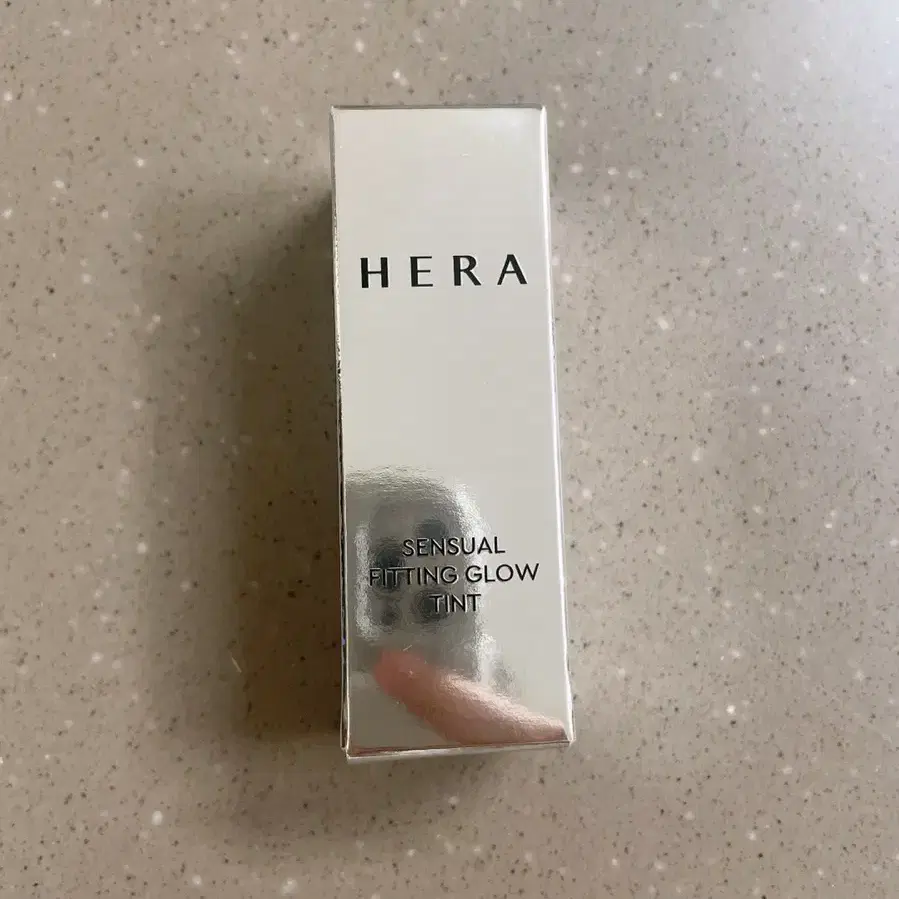 HERA
SENSUAL
FITTING GLOW
TINT